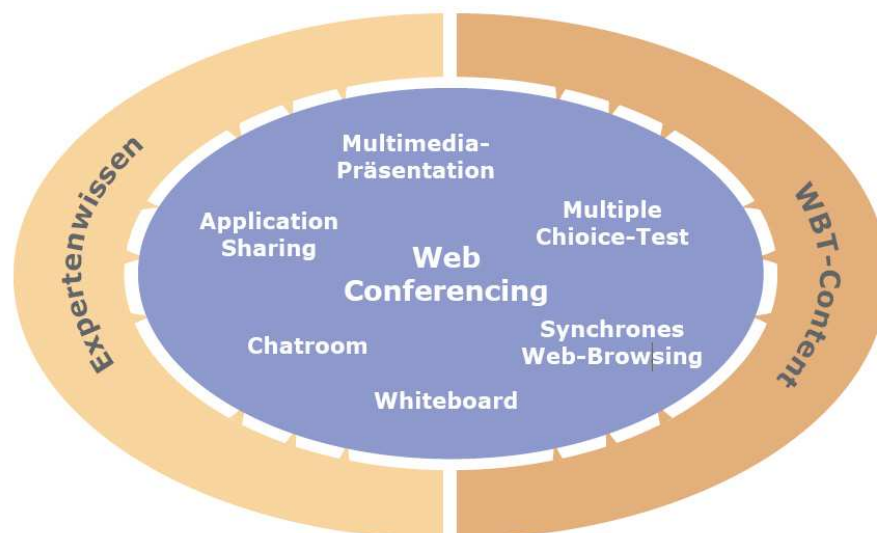 Expertenwissen
Multimedia-
Präsentation
Application
Sharing
Multiple
Chioice-Test
Web
Conferencing
Chatroom
Synchrones
Web-Browsing
Whiteboard
WBT-Content